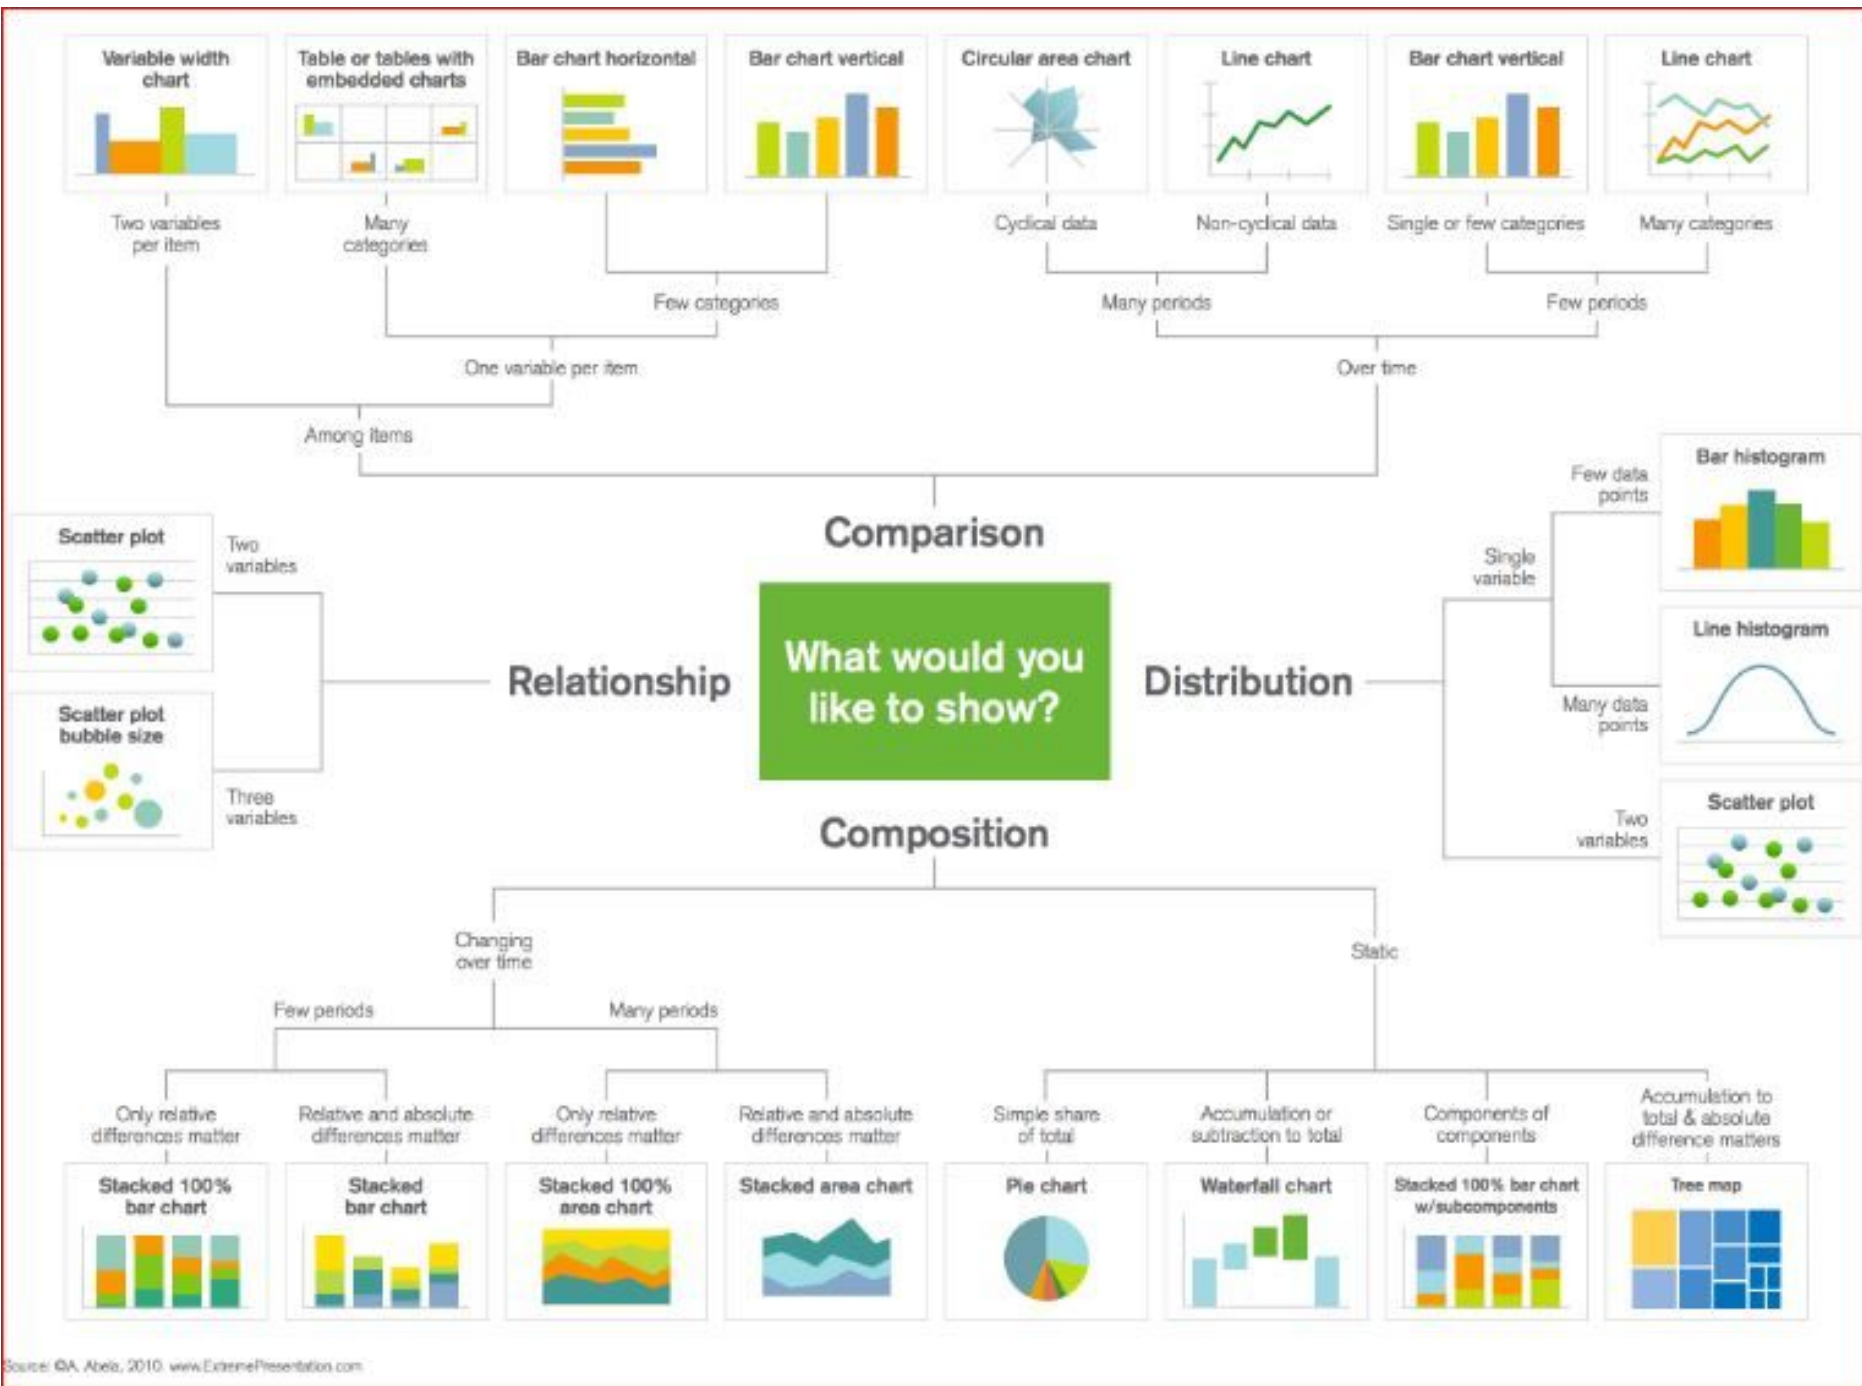 Variable width
chart
Table or tables with
embedded charts
Bar chart horizontal
Bar chart vertical
Circular area chart
Line chart
Bar chart vertical
Line chart
Two variables
per item
Many
categories
Cyclical data
Non-cyclical data
Single or few categories
Many categories
Few categories
Many periods
Few periods
One variable per item
Over time
Among items
Comparison
What would you
like to show?
Relationship
Scatter plot
Two
variables
Scatter plot
bubble size
Three
variables
Distribution
Single
variable
Few data
points
Bar histogram
Many data
points
Line histogram
Two
variables
Scatter plot
Composition
Changing
over time
Static
Few periods
Many periods
Only relative
differences matter
Relative and absolute
differences matter
Only relative
differences matter
Relative and absolute
differences matter
Simple share
of total
Accumulation or
subtraction to total
Components of
components
Accumulation to
total & absolute
difference matters
Stacked 100%
bar chart
Stacked
bar chart
Stacked 100%
area chart
Stacked area chart
Pie chart
Waterfall chart
Stacked 100% bar chart
w/subcomponents
Tree map
Source: ©A. Abela, 2010. www.ExtremePresentation.com